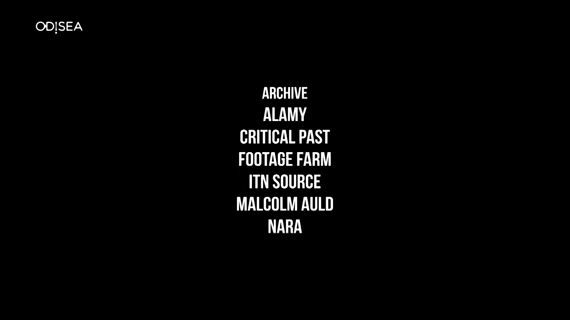 ODISEA
ARCHIVE
ALAMY
CRITICAL PAST
FOOTAGE FARM
ITN SOURCE
MALCOLM AULD
NARA